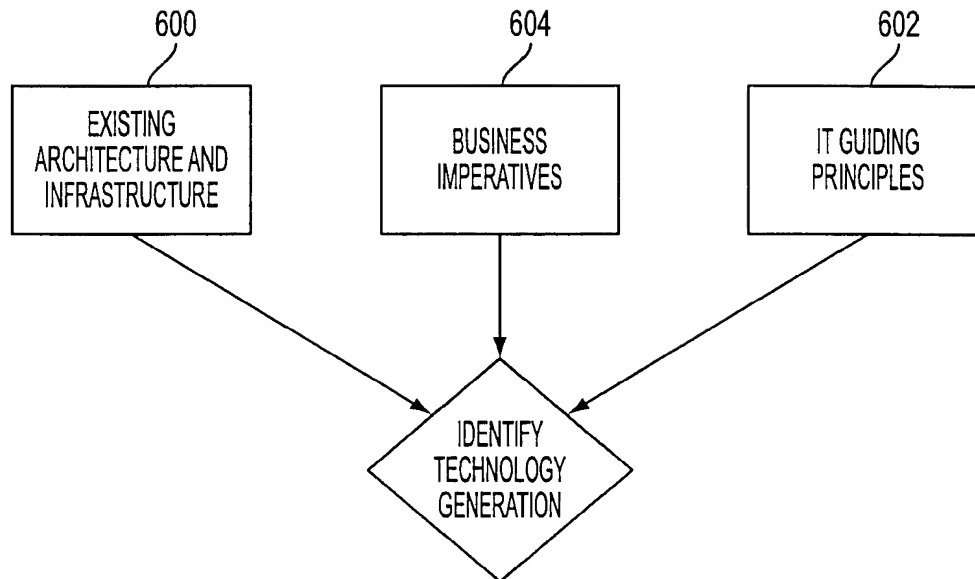 600
604
602
EXISTING
ARCHITECTURE AND
INFRASTRUCTURE
BUSINESS
IMPERATIVES
IT GUIDING
PRINCIPLES
IDENTIFY
TECHNOLOGY
GENERATION